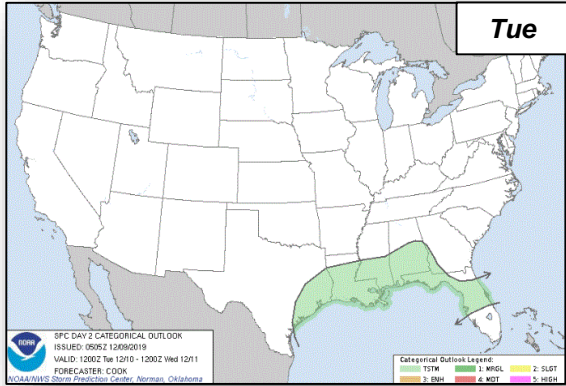 Tue
SPC DAY 2 CATEGORICAL OUTLOOK
ISSUED: 0505Z 12/09/2019
VALID: 1200Z Tue 12/10 - 1200Z Wed 12/11
FORECASTER: COOK
NOAA/NWS Storm Prediction Center, Norman, Oklahoma
NOAA
Categorical Outlook Legend:
TSTM 1: MRGL 2: SLGT
3: ENH 4: MDT 5: HIGH